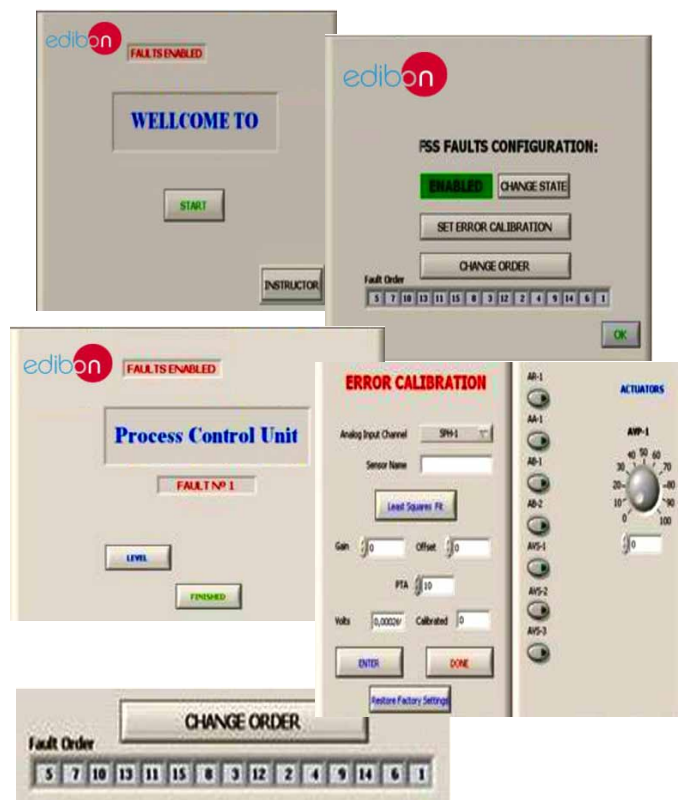 edibon
FAULTS ENABLED
WELLCOME TO
START
INSTRUCTOR
edibon
PSS FAULTS CONFIGURATION:
ENABLED CHANGE STATE
SET ERROR CALIBRATION
CHANGE ORDER
Fault Order
5 7 10 13 11 15 8 3 12 2 4 9 14 6 1
OK
edibon
FAULTS ENABLED
Process Control Unit
FAULT Nº 1
LEVEL
FINISHED
ERROR CALIBRATION
Analog Input Channel SPH-1
Sensor Name
Least Squares Fit
Gain 0 Offset 0
PTA 10
Volts Calibrated 0
ENTER DONE
Restore Factory Settings
AR-1
AA-1
AB-1
AB-2
AVS-1
AVS-2
AVS-3
ACTUATORS
AVP-1
0 10 20 30 40 50 60 70 80 90 100
0
CHANGE ORDER
Fault Order
5 7 10 13 11 15 8 3 12 2 4 9 14 6 1